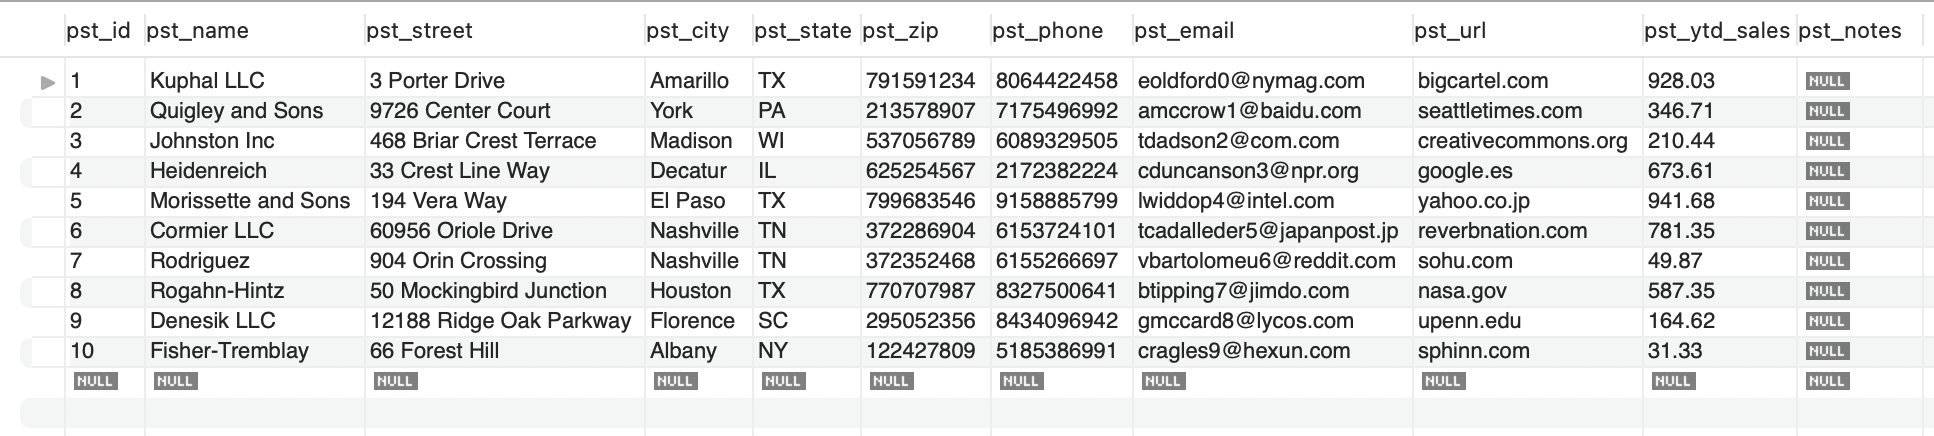 pst_id pst_name pst_street pst_city pst_state pst_zip pst_phone pst_email pst_url pst_ytd_sales pst_notes
1 Kuphal LLC 3 Porter Drive Amarillo TX 791591234 8064422458 eoldford0@nymag.com bigcartel.com 928.03 NULL
2 Quigley and Sons 9726 Center Court York PA 213578907 7175496992 amccrow1@baidu.com seattletimes.com 346.71 NULL
3 Johnston Inc 468 Briar Crest Terrace Madison WI 537056789 6089329505 tdadson2@com.com creativecommons.org 210.44 NULL
4 Heidenreich 33 Crest Line Way Decatur IL 625254567 2172382224 cduncanson3@npr.org google.es 673.61 NULL
5 Morissette and Sons 194 Vera Way El Paso TX 799683546 9158885799 lwiddop4@intel.com yahoo.co.jp 941.68 NULL
6 Cormier LLC 60956 Oriole Drive Nashville TN 372286904 6153724101 tcadalleder5@japanpost.jp reverbnation.com 781.35 NULL
7 Rodriguez 904 Orin Crossing Nashville TN 372352468 6155266697 vbartolomeu6@reddit.com sohu.com 49.87 NULL
8 Rogahn-Hintz 50 Mockingbird Junction Houston TX 770707987 8327500641 btipping7@jimdo.com nasa.gov 587.35 NULL
9 Denesik LLC 12188 Ridge Oak Parkway Florence SC 295052356 8434096942 gmccard8@lycos.com upenn.edu 164.62 NULL
10 Fisher-Tremblay 66 Forest Hill Albany NY 122427809 5185386991 cragles9@hexun.com sphinn.com 31.33 NULL
NULL NULL NULL NULL NULL NULL NULL NULL NULL NULL NULL